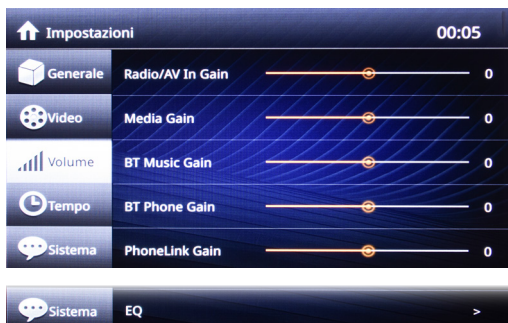 Impostazioni 00:05
Generale Radio/AV In Gain 0
Video Media Gain 0
Volume BT Music Gain 0
Tempo BT Phone Gain 0
Sistema PhoneLink Gain 0
Sistema EQ >